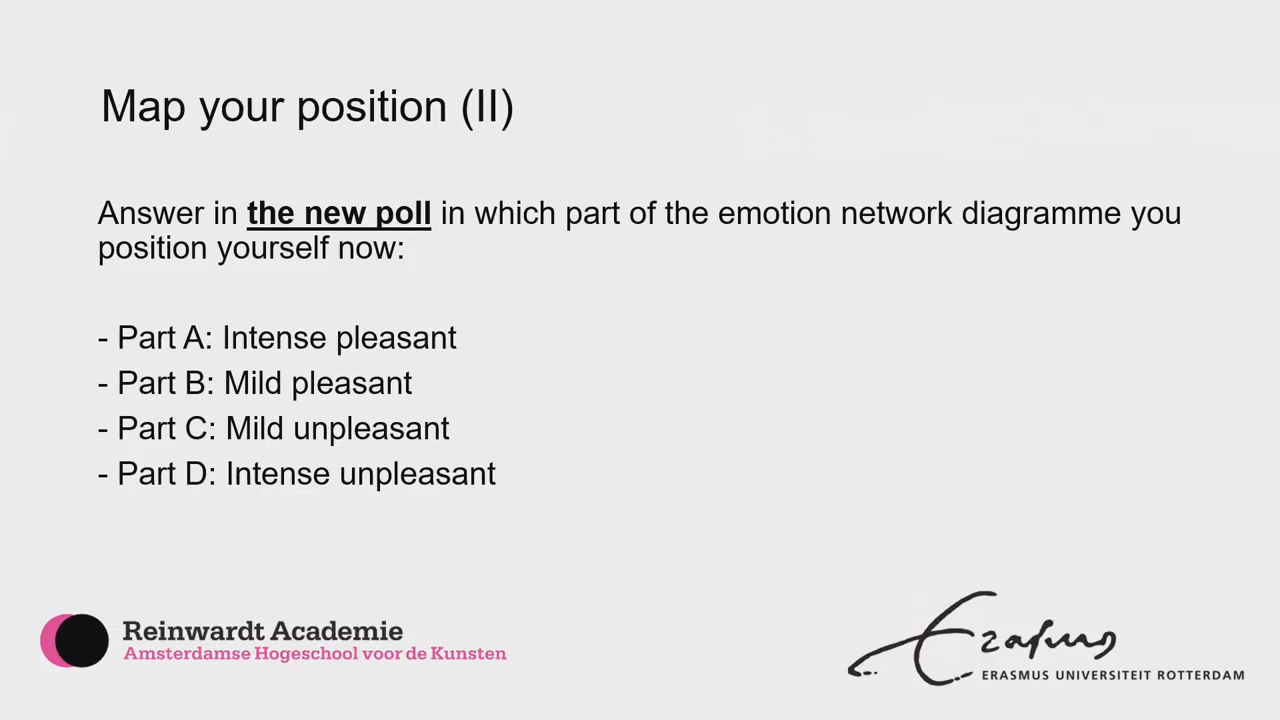 Map your position (II)
Answer in the new poll in which part of the emotion network diagramme you
position yourself now:
- Part A: Intense pleasant
- Part B: Mild pleasant
- Part C: Mild unpleasant
- Part D: Intense unpleasant
Reinwardt Academie
Amsterdamse Hogeschool voor de Kunsten
Erasmus
ERASMUS UNIVERSITEIT ROTTERDAM